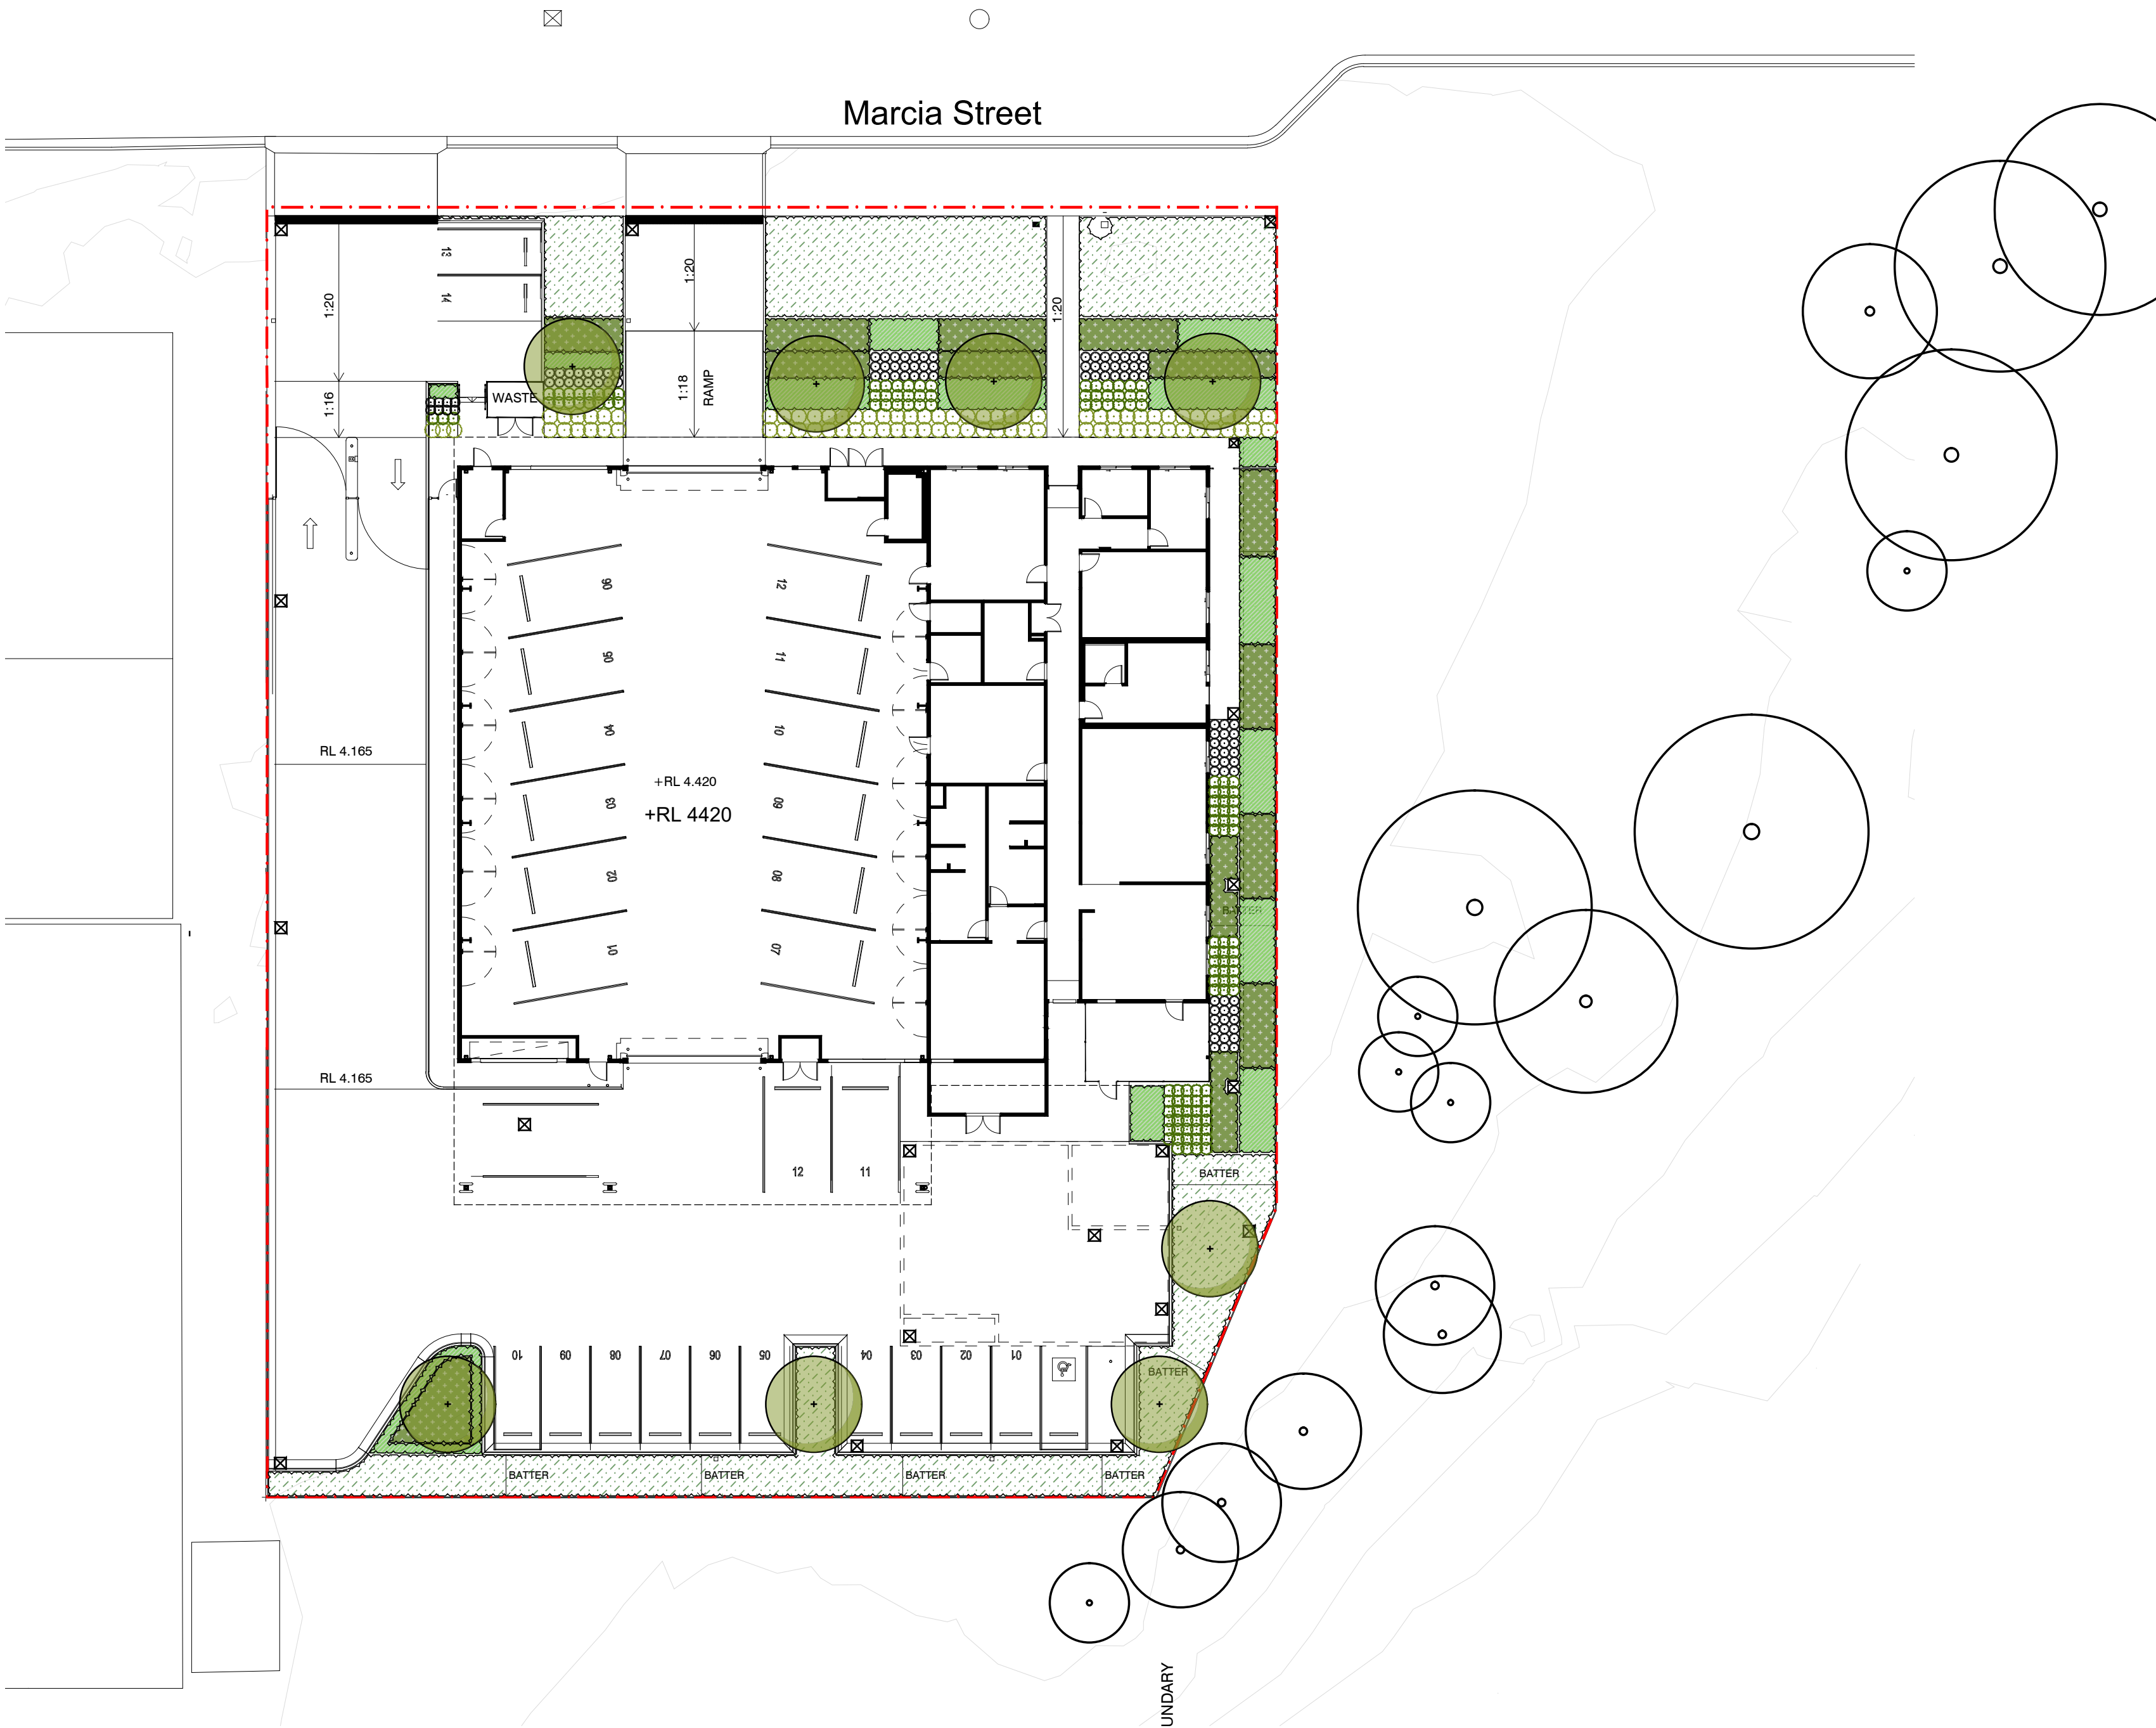 Marcia Street
13
14
1:20
1:20
1:20
1:16
WASTE
1:18
RAMP
06
12
05
11
04
10
RL 4.165
+RL 4.420
03
09
+RL 4420
02
08
BATTER
01
07
RL 4.165
12
11
BATTER
10
09
08
07
06
05
04
03
02
01
BATTER
BATTER
BATTER
BATTER
BATTER
UNDARY